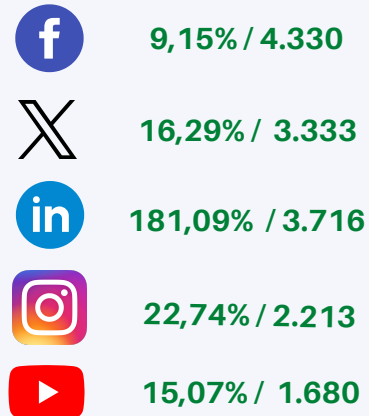 f 9,15% / 4.330
X 16,29% / 3.333
in 181,09% / 3.716
22,74% / 2.213
15,07% / 1.680